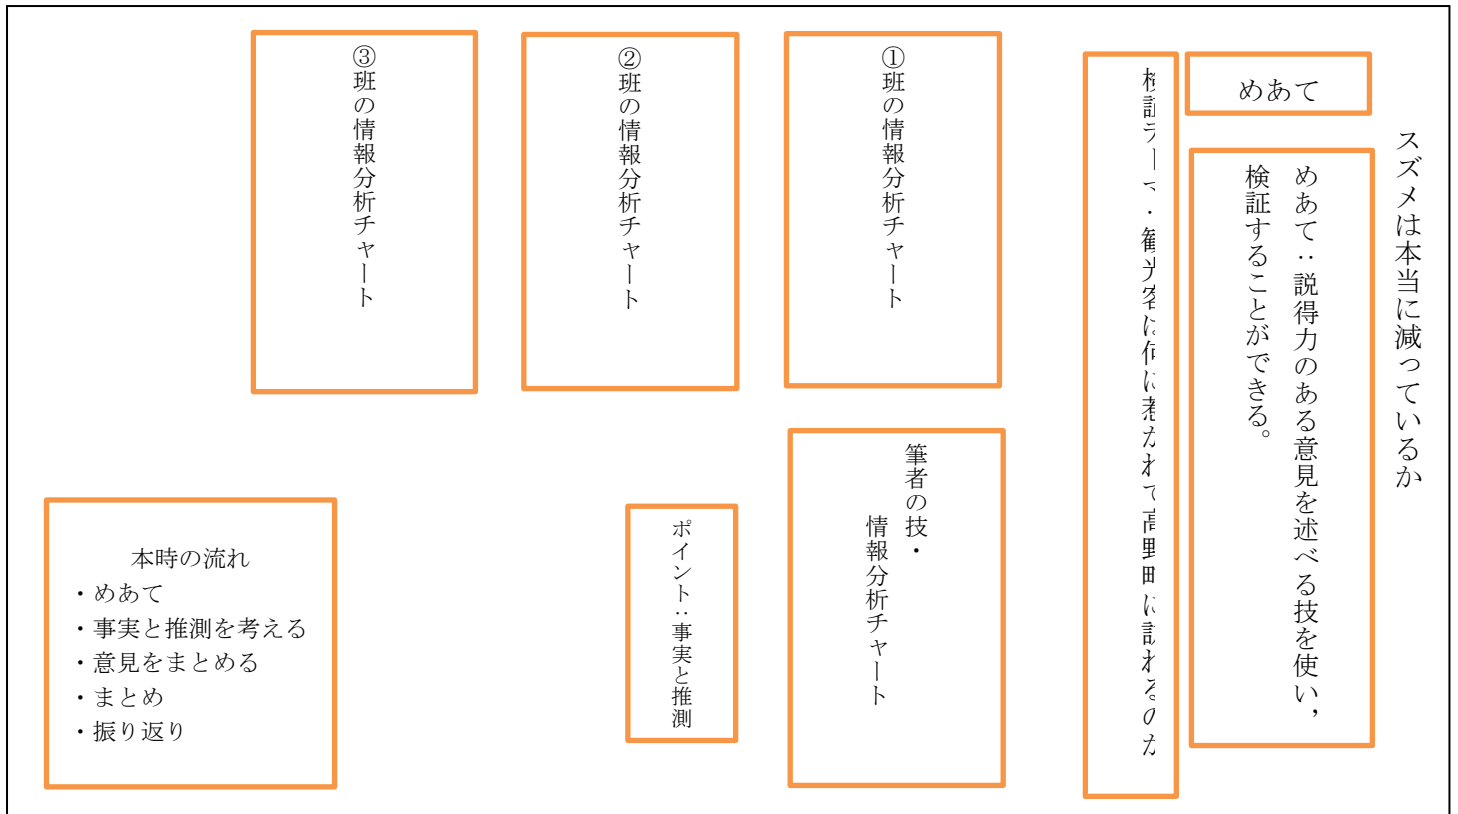 スズメは本当に減っているか
めあて
めあて：説得力のある意見を述べる技を使い，
検証することができる。
検証テーマ・観光客は何に惹かれて高野町に訪れるのか
①班の情報分析チャート
②班の情報分析チャート
③班の情報分析チャート
筆者の技・
情報分析チャート
ポイント：事実と推測
本時の流れ
・めあて
・事実と推測を考える
・意見をまとめる
・まとめ
・振り返り